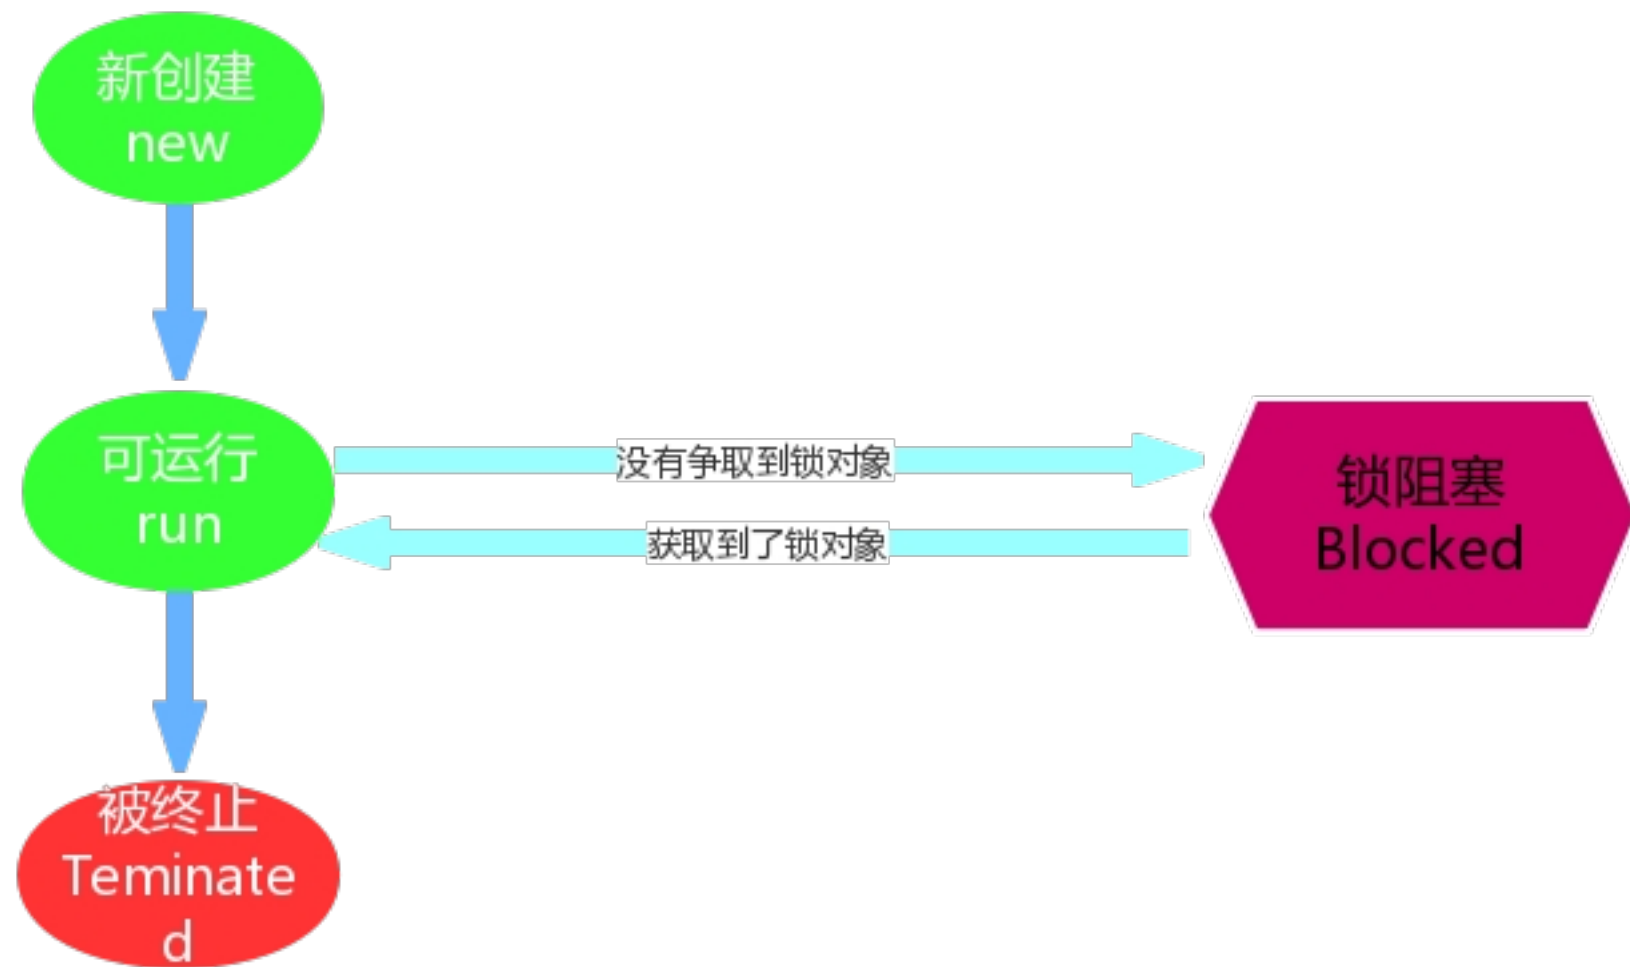 新创建
new
可运行
run
没有争取到锁对象
获取到了锁对象
锁阻塞
Blocked
被终止
Teminate
d